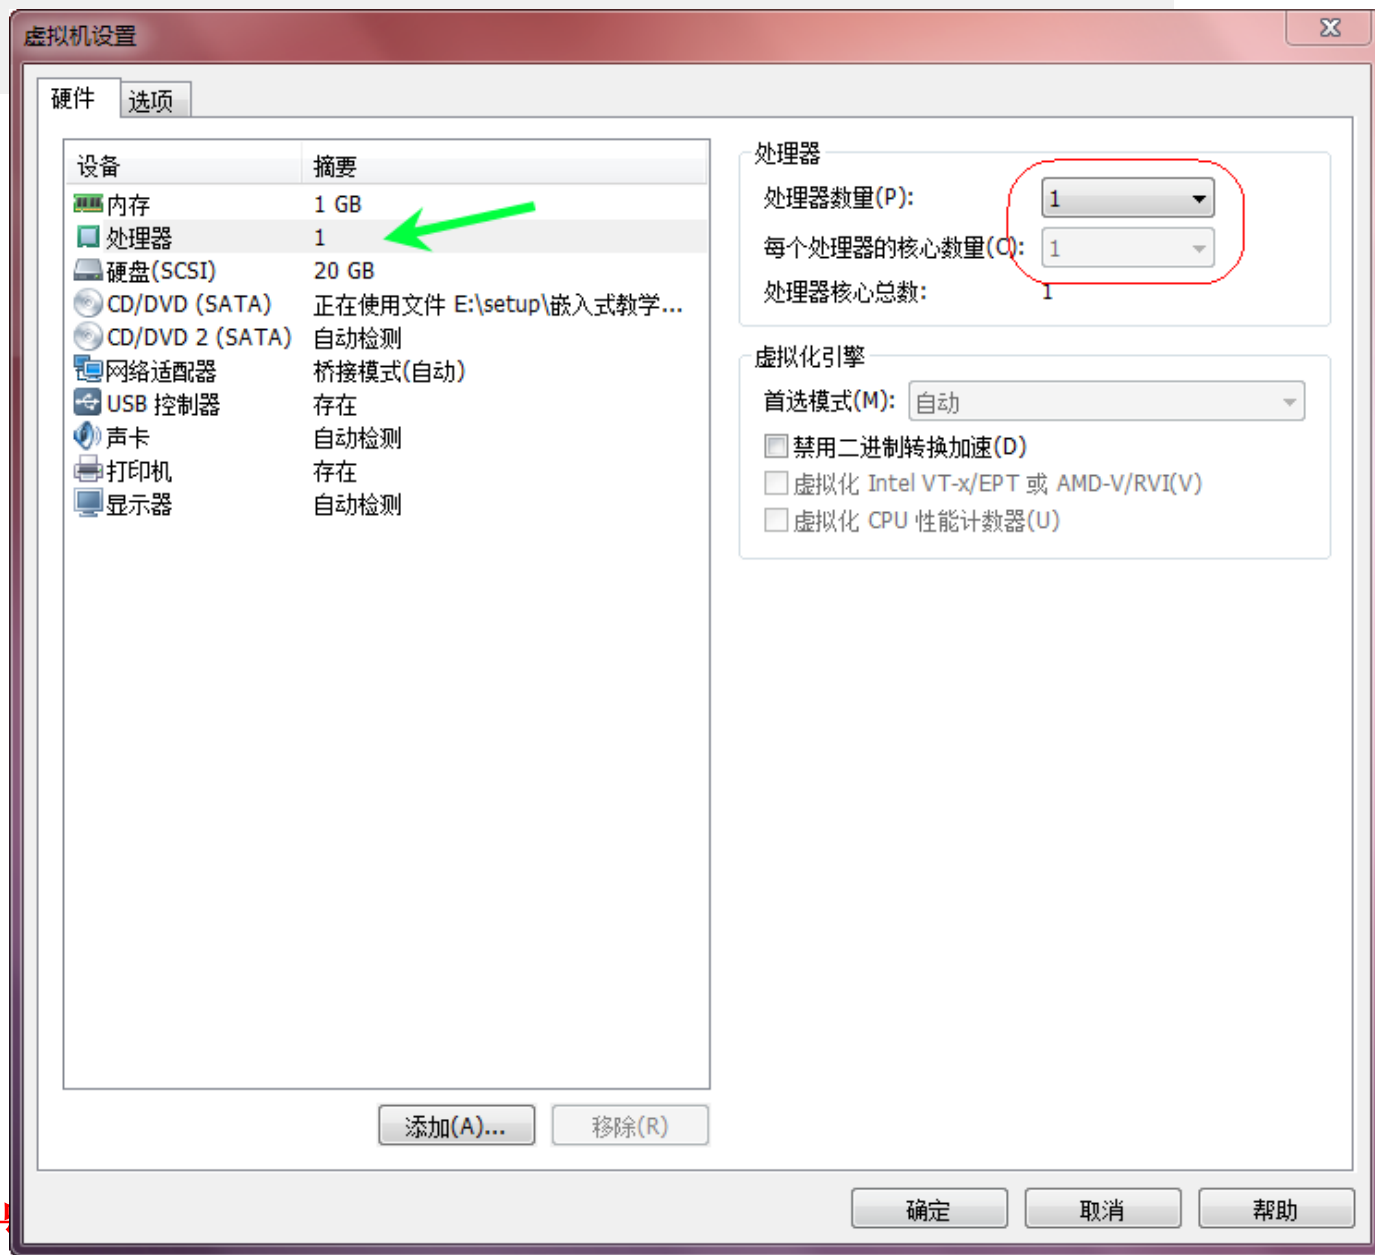 虚拟机设置
硬件 选项
设备 摘要
内存 1 GB
处理器 1
硬盘(SCSI) 20 GB
CD/DVD (SATA) 正在使用文件 E:\setup\嵌入式教学...
CD/DVD 2 (SATA) 自动检测
网络适配器 桥接模式(自动)
USB 控制器 存在
声卡 自动检测
打印机 存在
显示器 自动检测
添加(A)... 移除(R)
处理器
处理器数量(P): 1
每个处理器的核心数量(C): 1
处理器核心总数: 1
虚拟化引擎
首选模式(M): 自动
禁用二进制转换加速(D)
虚拟化 Intel VT-x/EPT 或 AMD-V/RVI(V)
虚拟化 CPU 性能计数器(U)
确定 取消 帮助